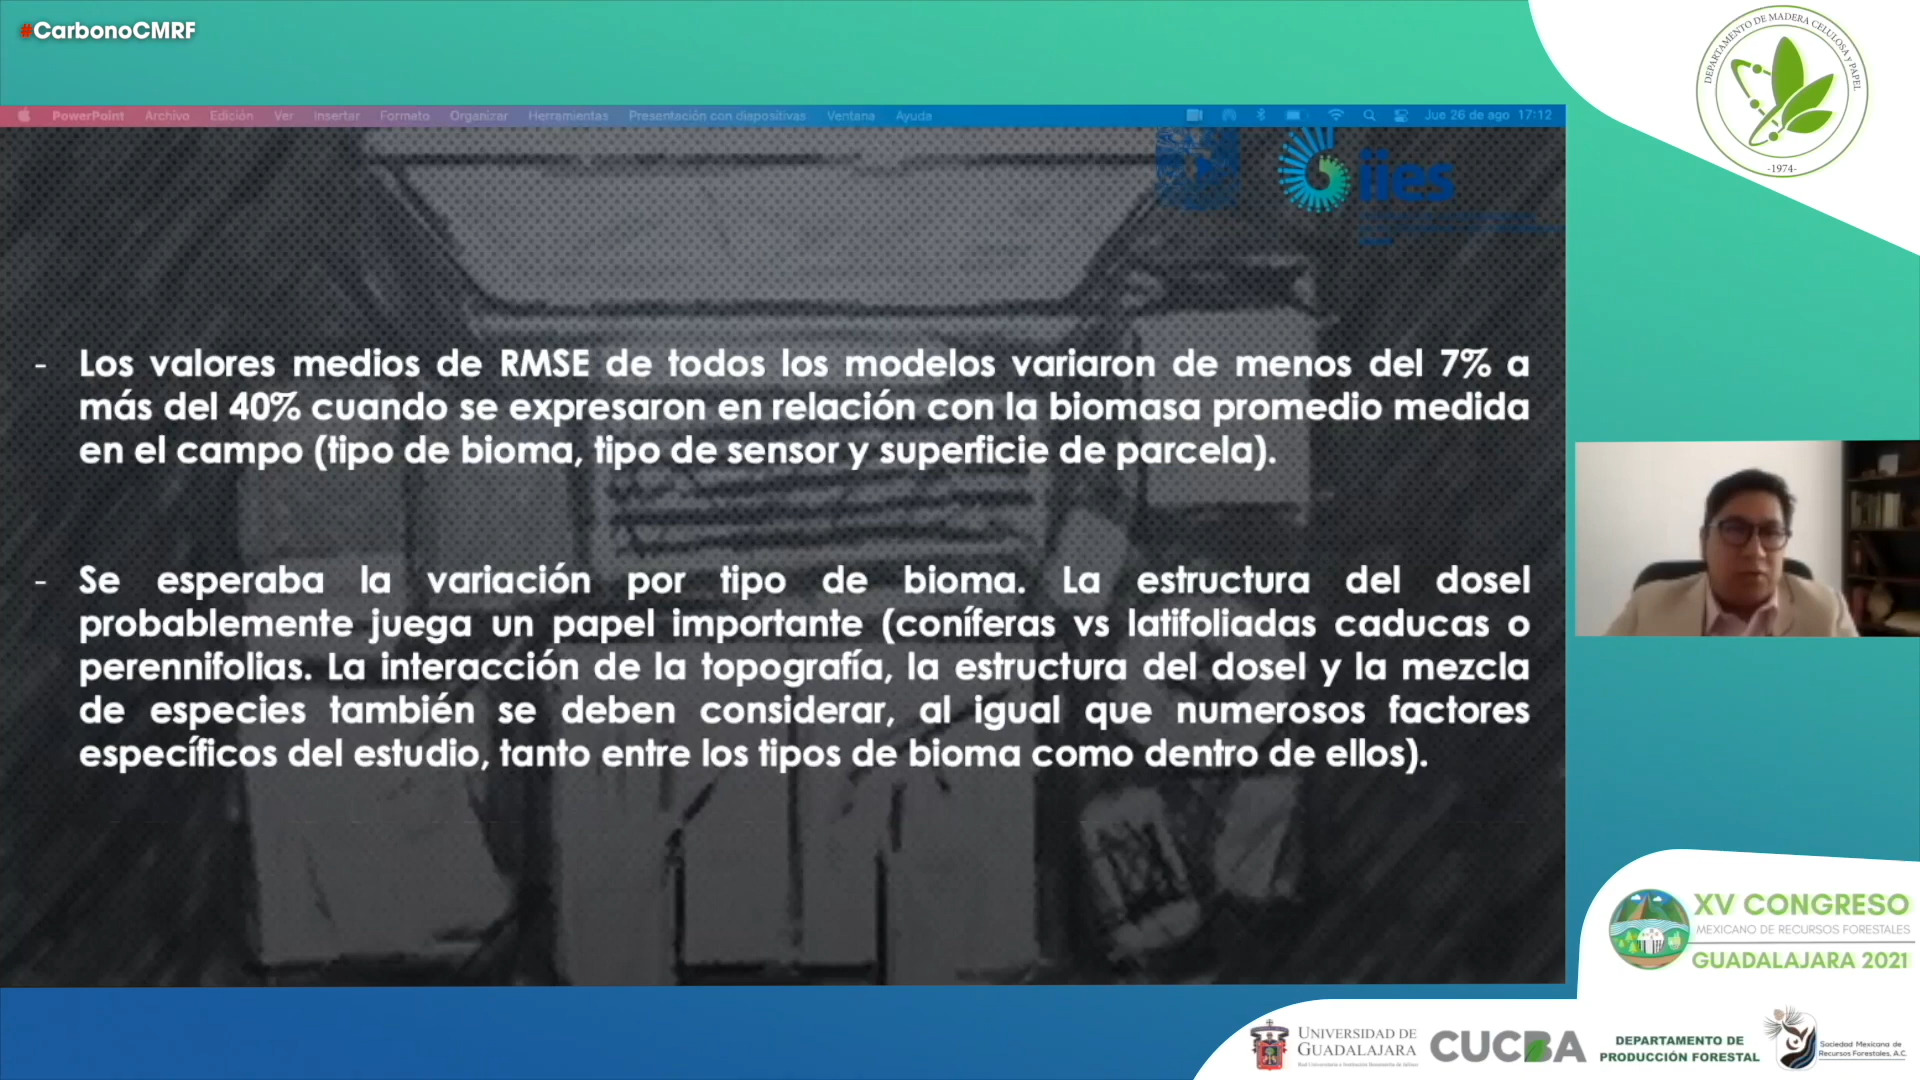 #CarbonoCMRF
DEPARTAMENTO DE MADERA CELULOSA Y PAPEL
-1974-
PowerPoint Archivo Edición Ver Insertar Formato Organizar Herramientas Presentación con diapositivas Ventana Ayuda Jue 26 de ago 17:12
iies
- Los valores medios de RMSE de todos los modelos variaron de menos del 7% a
más del 40% cuando se expresaron en relación con la biomasa promedio medida
en el campo (tipo de bioma, tipo de sensor y superficie de parcela).
- Se esperaba la variación por tipo de bioma. La estructura del dosel
probablemente juega un papel importante (coníferas vs latifoliadas caducas o
perennifolias. La interacción de la topografía, la estructura del dosel y la mezcla
de especies también se deben considerar, al igual que numerosos factores
específicos del estudio, tanto entre los tipos de bioma como dentro de ellos).
XV CONGRESO
MEXICANO DE RECURSOS FORESTALES
GUADALAJARA 2021
UNIVERSIDAD DE
GUADALAJARA
CUCBA
DEPARTAMENTO DE
PRODUCCIÓN FORESTAL
Sociedad Mexicana de
Recursos Forestales, A.C.